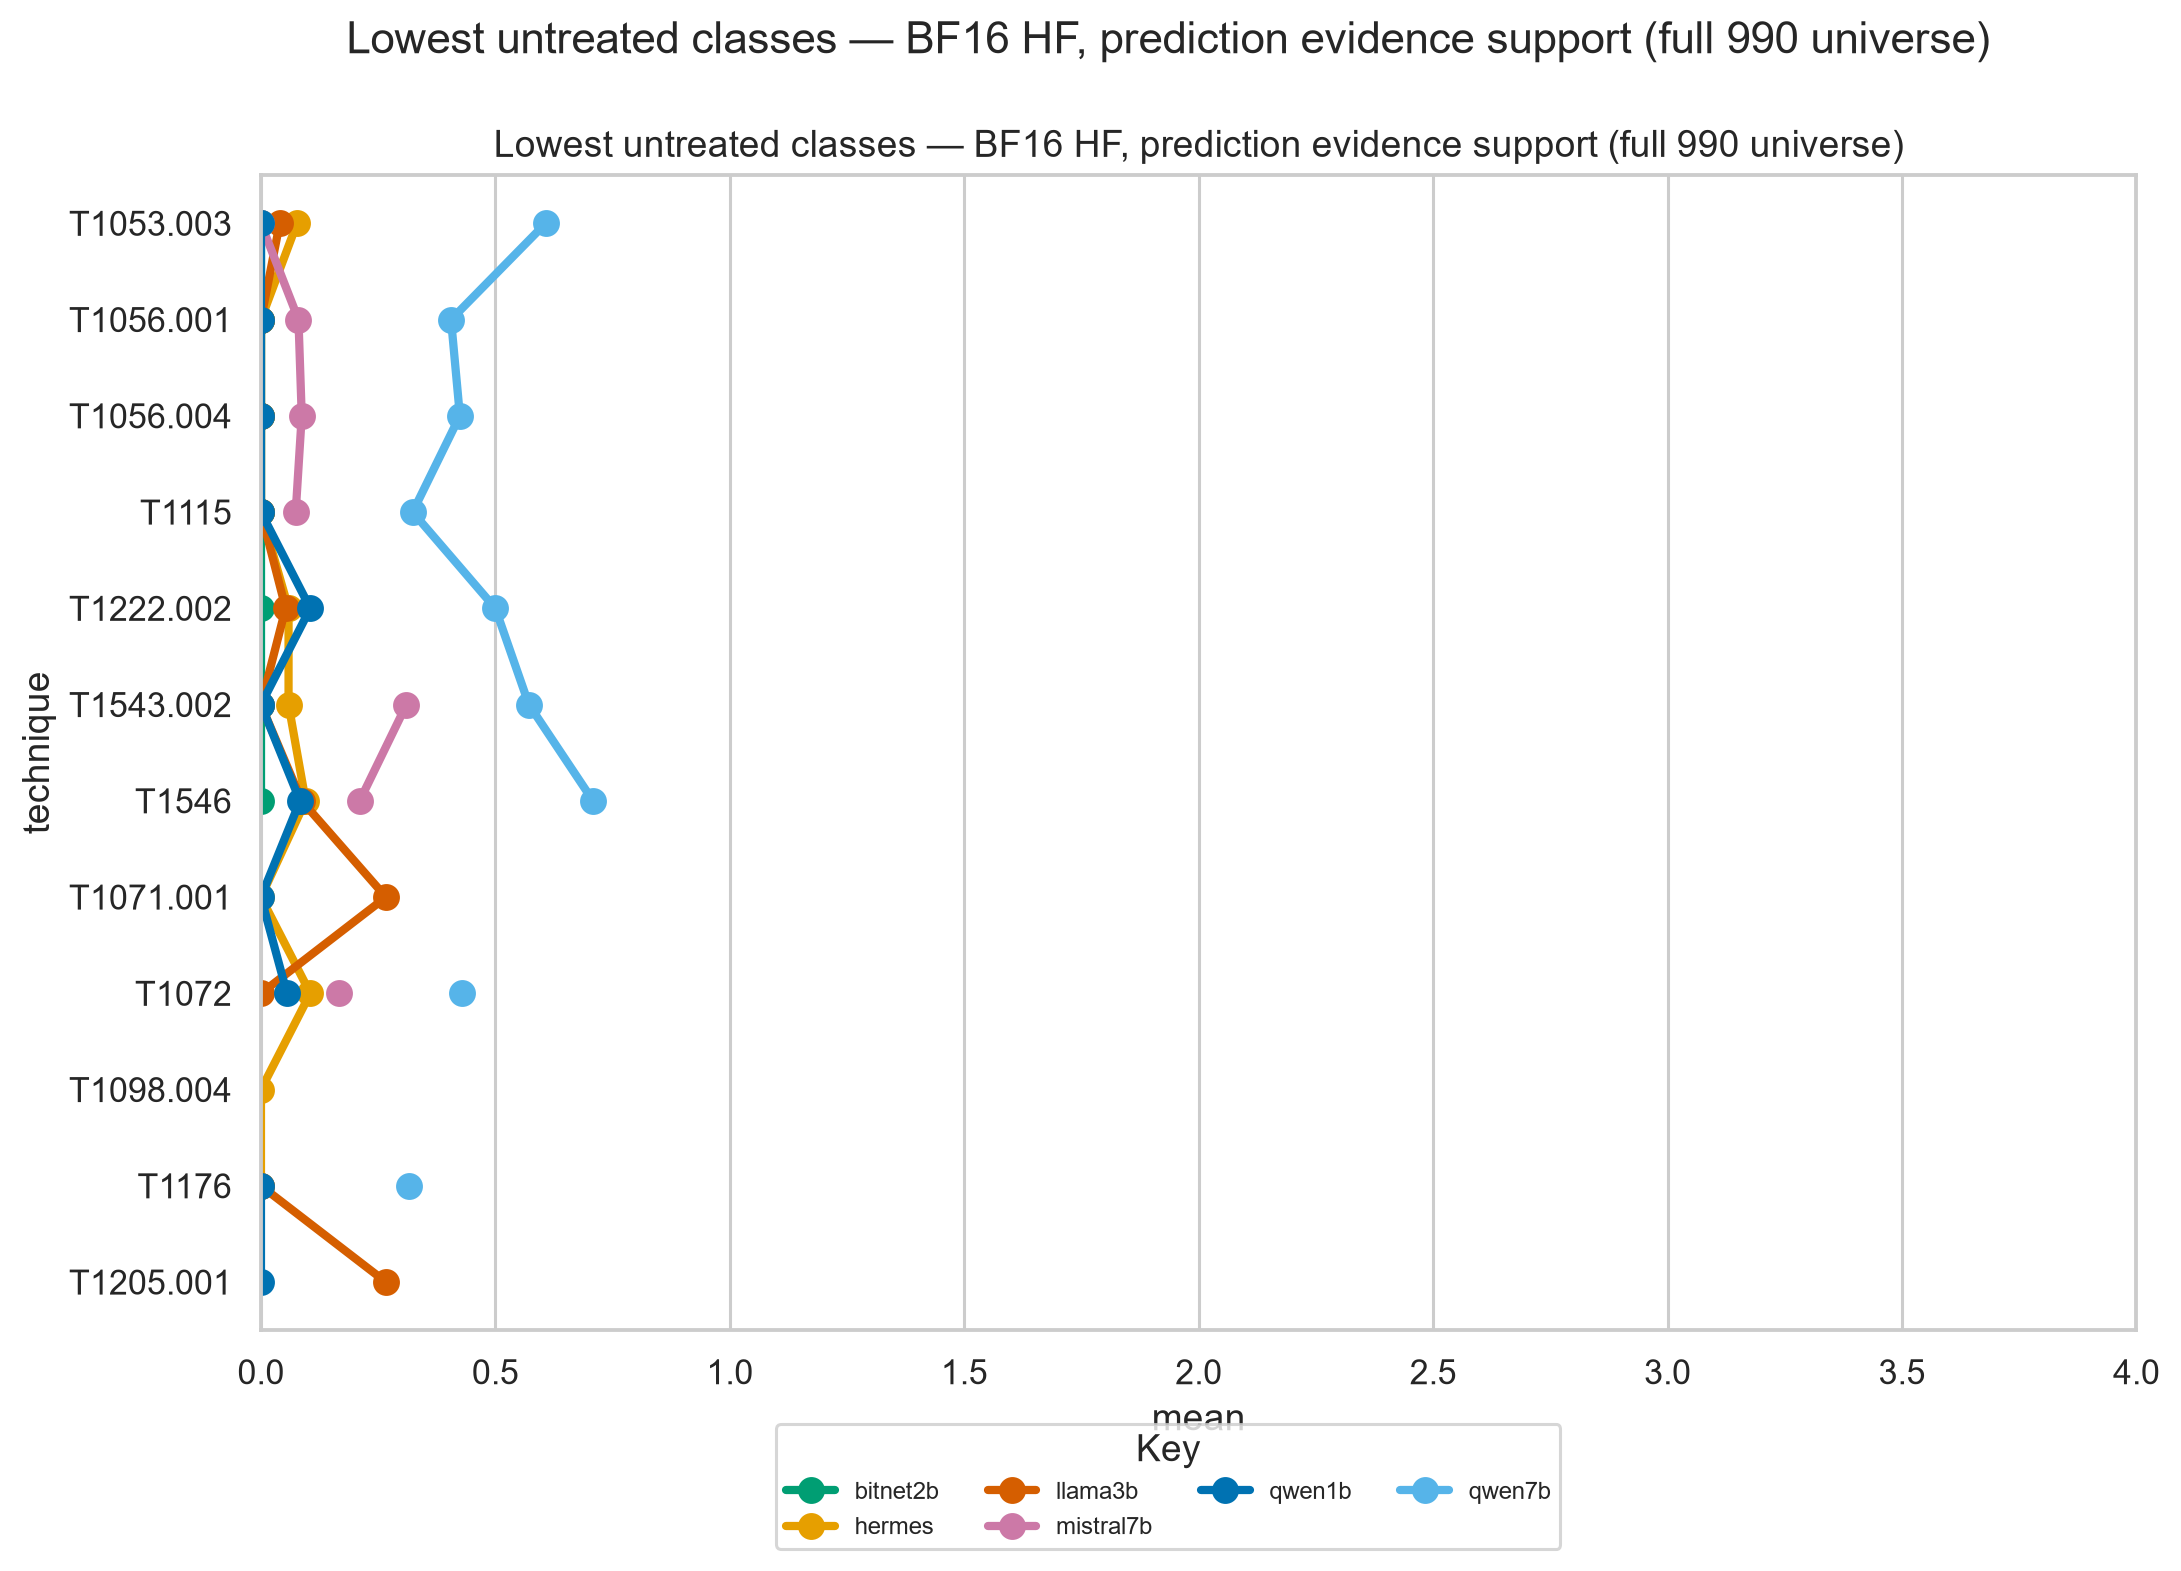 Lowest untreated classes — BF16 HF, prediction evidence support (full 990 universe)
Lowest untreated classes — BF16 HF, prediction evidence support (full 990 universe)
technique
T1053.003
T1056.001
T1056.004
T1115
T1222.002
T1543.002
T1546
T1071.001
T1072
T1098.004
T1176
T1205.001
0.0 0.5 1.0 1.5 2.0 2.5 3.0 3.5 4.0
mean
Key
bitnet2b llama3b qwen1b qwen7b
hermes mistral7b